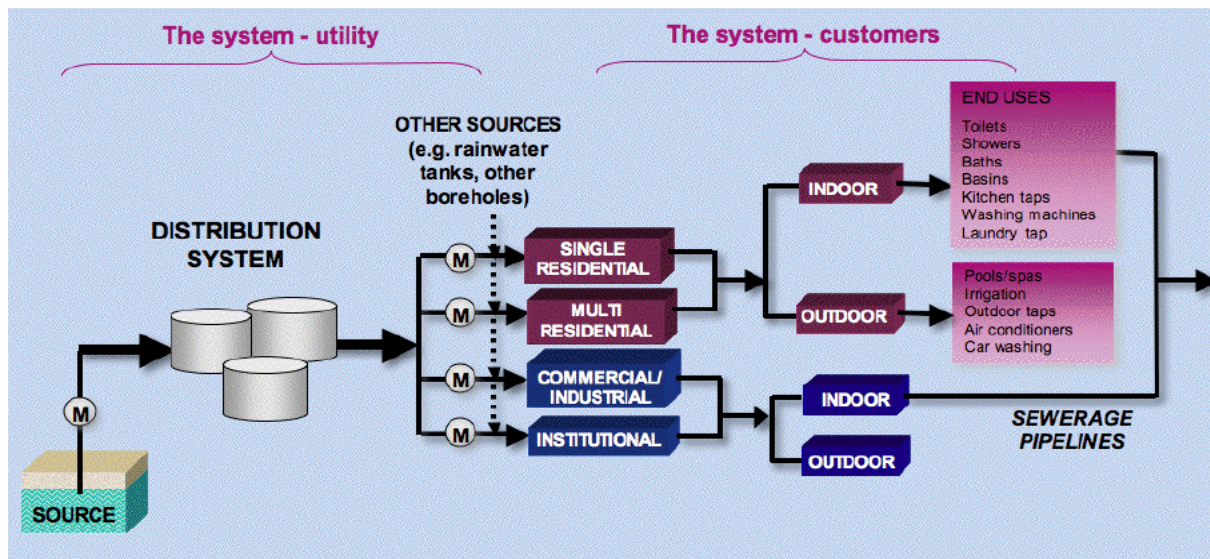 The system - utility
The system - customers
OTHER SOURCES
(e.g. rainwater
tanks, other
boreholes)
DISTRIBUTION
SYSTEM
SOURCE
M
M
M
M
M
SINGLE
RESIDENTIAL
MULTI
RESIDENTIAL
COMMERCIAL/
INDUSTRIAL
INSTITUTIONAL
INDOOR
OUTDOOR
INDOOR
OUTDOOR
END USES
Toilets
Showers
Baths
Basins
Kitchen taps
Washing machines
Laundry tap
Pools/spas
Irrigation
Outdoor taps
Air conditioners
Car washing
SEWERAGE
PIPELINES